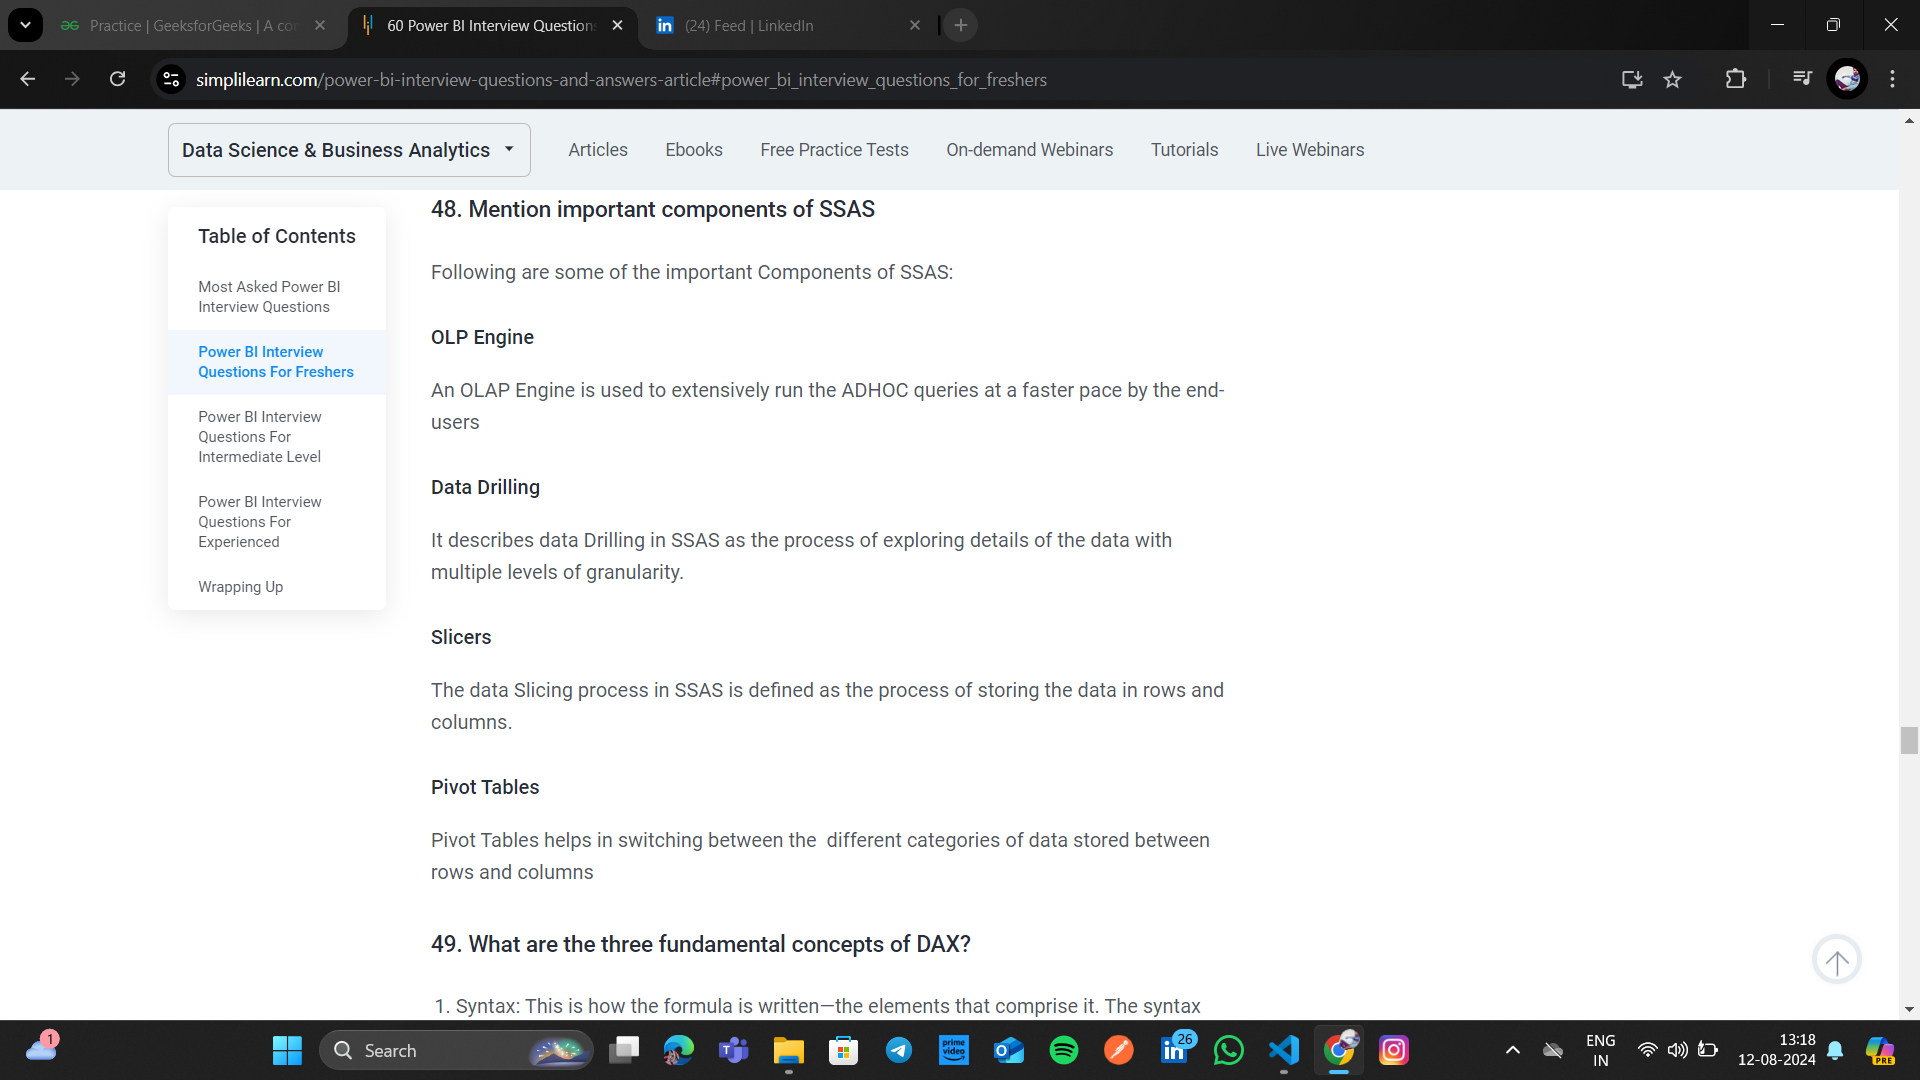 Practice | GeeksforGeeks | A co
60 Power BI Interview Question
(24) Feed | LinkedIn
simplilearn.com/power-bi-interview-questions-and-answers-article#power_bi_interview_questions_for_freshers
Data Science & Business Analytics
Articles
Ebooks
Free Practice Tests
On-demand Webinars
Tutorials
Live Webinars
Table of Contents
Most Asked Power BI
Interview Questions
Power BI Interview
Questions For Freshers
Power BI Interview
Questions For
Intermediate Level
Power BI Interview
Questions For
Experienced
Wrapping Up
48. Mention important components of SSAS
Following are some of the important Components of SSAS:
OLP Engine
An OLAP Engine is used to extensively run the ADHOC queries at a faster pace by the end-
users
Data Drilling
It describes data Drilling in SSAS as the process of exploring details of the data with
multiple levels of granularity.
Slicers
The data Slicing process in SSAS is defined as the process of storing the data in rows and
columns.
Pivot Tables
Pivot Tables helps in switching between the  different categories of data stored between
rows and columns
49. What are the three fundamental concepts of DAX?
1. Syntax: This is how the formula is written—the elements that comprise it. The syntax
1
Search
prime
video
26
ENG
IN
13:18
12-08-2024
PRE